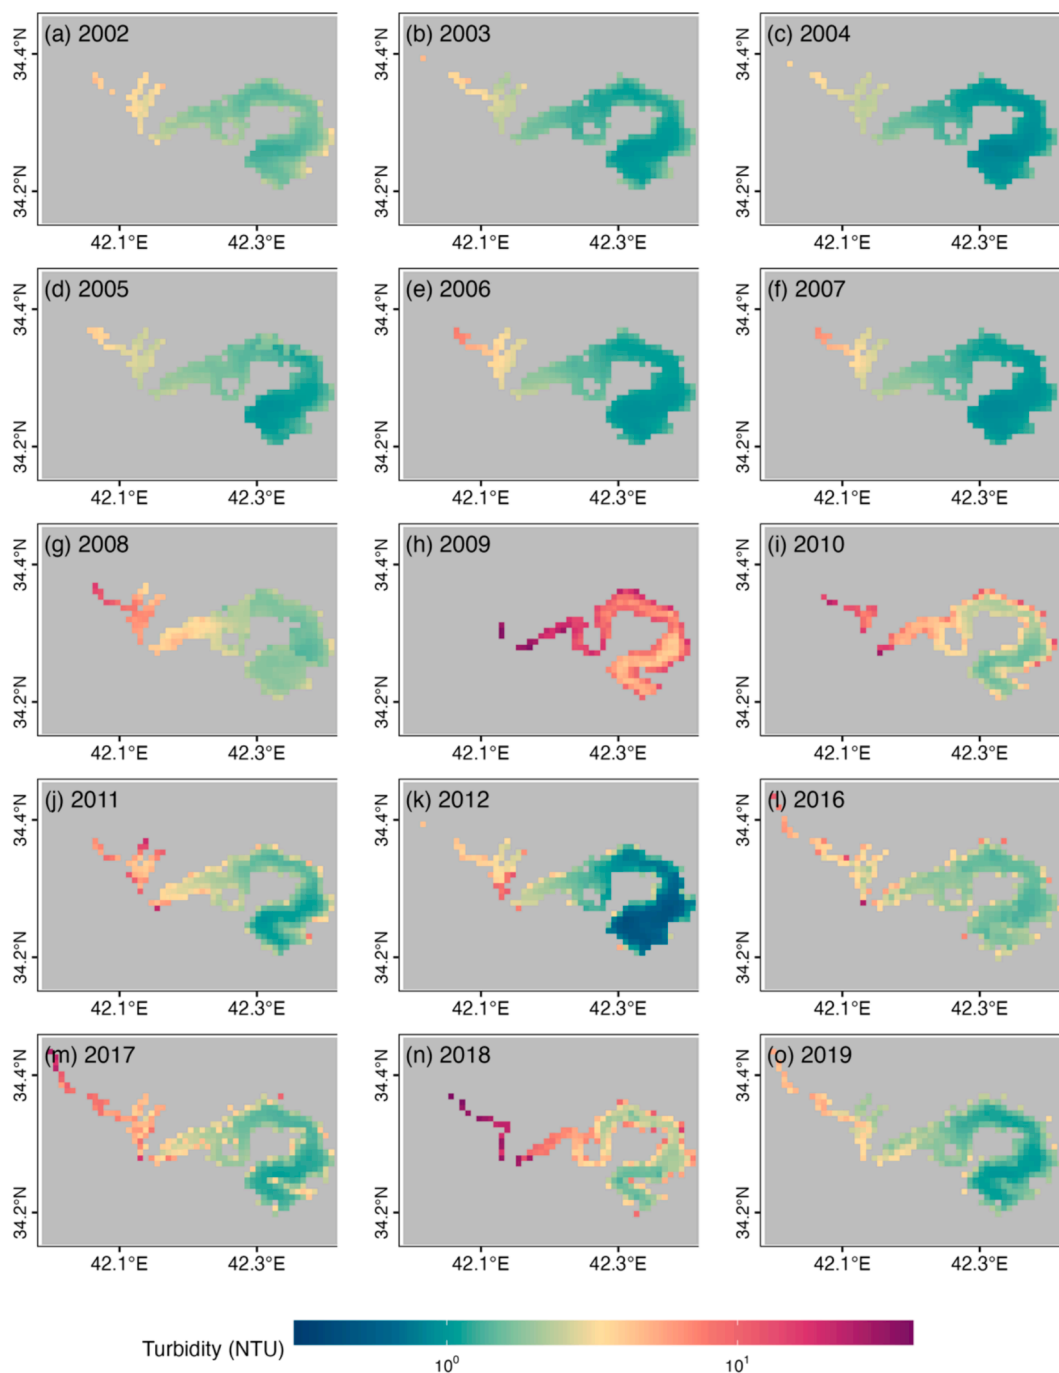 (a) 2002
(b) 2003
(c) 2004
34.4°N
34.2°N
42.1°E 42.3°E
34.4°N
34.2°N
42.1°E 42.3°E
34.4°N
34.2°N
42.1°E 42.3°E
(d) 2005
(e) 2006
(f) 2007
34.4°N
34.2°N
42.1°E 42.3°E
34.4°N
34.2°N
42.1°E 42.3°E
34.4°N
34.2°N
42.1°E 42.3°E
(g) 2008
(h) 2009
(i) 2010
34.4°N
34.2°N
42.1°E 42.3°E
34.4°N
34.2°N
42.1°E 42.3°E
34.4°N
34.2°N
42.1°E 42.3°E
(j) 2011
(k) 2012
(l) 2016
34.4°N
34.2°N
42.1°E 42.3°E
34.4°N
34.2°N
42.1°E 42.3°E
34.4°N
34.2°N
42.1°E 42.3°E
(m) 2017
(n) 2018
(o) 2019
34.4°N
34.2°N
42.1°E 42.3°E
34.4°N
34.2°N
42.1°E 42.3°E
34.4°N
34.2°N
42.1°E 42.3°E
Turbidity (NTU)
10⁰ 10¹